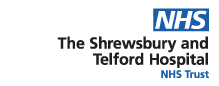 NHS
The Shrewsbury and
Telford Hospital
NHS Trust